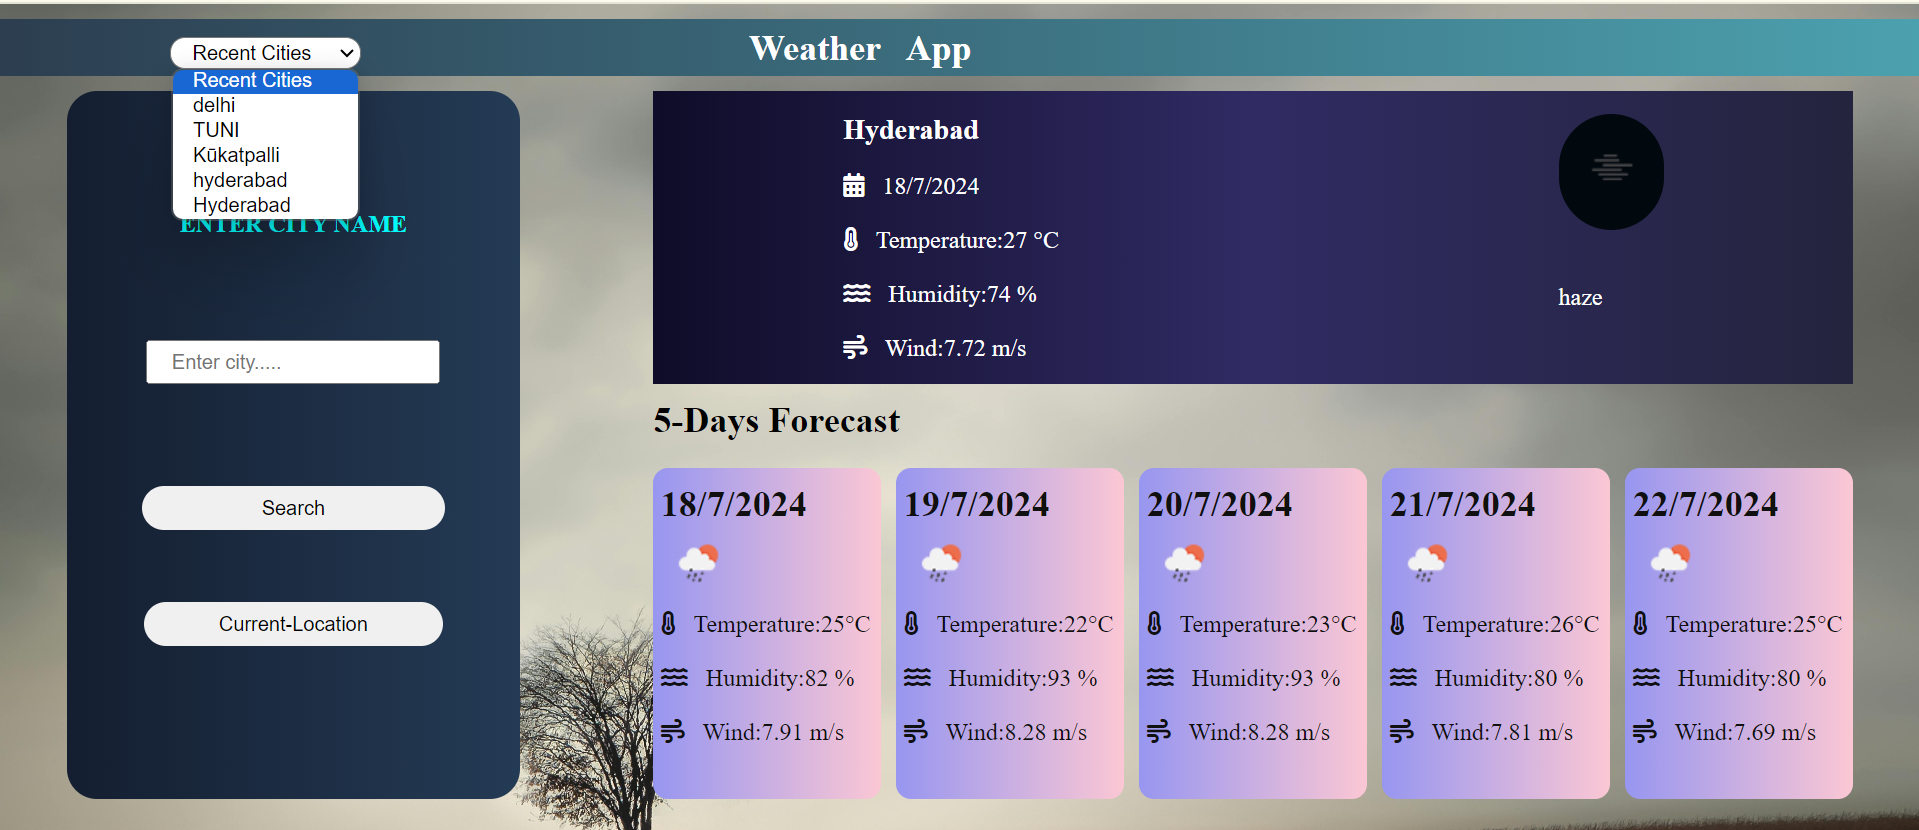 Recent Cities
Weather App
Recent Cities
delhi
TUNI
Kūkatpalli
hyderabad
Hyderabad
ENTER CITY NAME
Enter city.....
Search
Current-Location
Hyderabad
18/7/2024
Temperature:27 °C
Humidity:74 %
Wind:7.72 m/s
haze
5-Days Forecast
18/7/2024
Temperature:25°C
Humidity:82 %
Wind:7.91 m/s
19/7/2024
Temperature:22°C
Humidity:93 %
Wind:8.28 m/s
20/7/2024
Temperature:23°C
Humidity:93 %
Wind:8.28 m/s
21/7/2024
Temperature:26°C
Humidity:80 %
Wind:7.81 m/s
22/7/2024
Temperature:25°C
Humidity:80 %
Wind:7.69 m/s